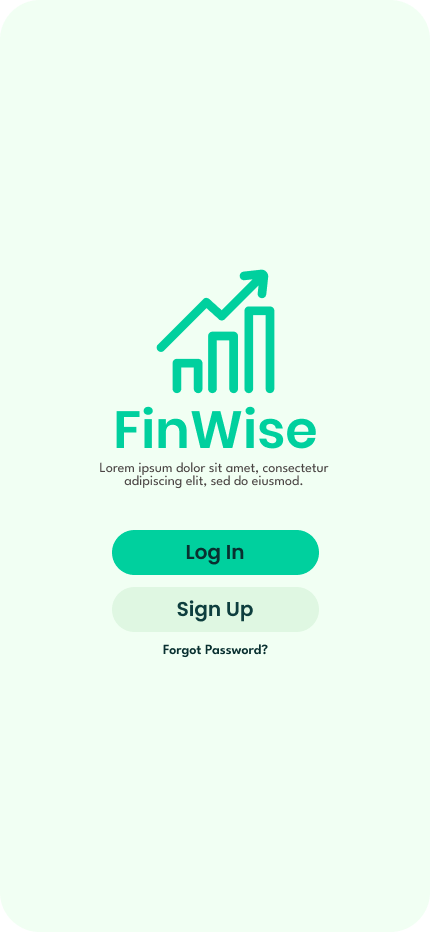 FinWise
Lorem ipsum dolor sit amet, consectetur
adipiscing elit, sed do eiusmod.
Log In
Sign Up
Forgot Password?